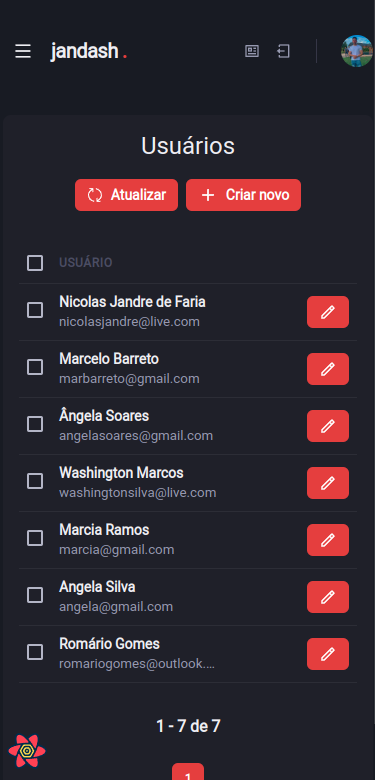 jandash .
Usuários
Atualizar
Criar novo
USUÁRIO
Nicolas Jandre de Faria
nicolasjandre@live.com
Marcelo Barreto
marbarreto@gmail.com
Ângela Soares
angelasoares@gmail.com
Washington Marcos
washingtonsilva@live.com
Marcia Ramos
marcia@gmail.com
Angela Silva
angela@gmail.com
Romário Gomes
romariogomes@outlook....
1 - 7 de 7
1